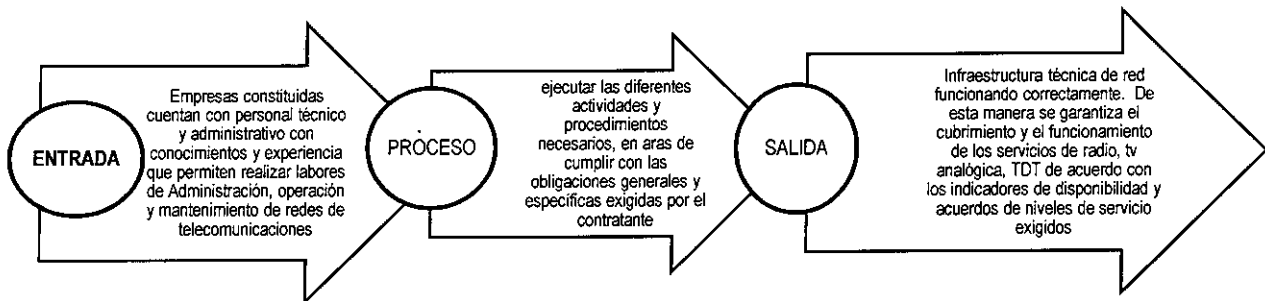 ENTRADA
Empresas constituidas
cuentan con personal técnico
y administrativo con
conocimientos y experiencia
que permiten realizar labores
de Administración, operación
y mantenimiento de redes de
telecomunicaciones
PRÓCESO
ejecutar las diferentes
actividades y
procedimientos
necesarios, en aras de
cumplir con las
obligaciones generales y
específicas exigidas por el
contratante
SALIDA
Infraestructura técnica de red
funcionando correctamente. De
esta manera se garantiza el
cubrimiento y el funcionamiento
de los servicios de radio, tv
analógica, TDT de acuerdo con
los indicadores de disponibilidad y
acuerdos de niveles de servicio
exigidos